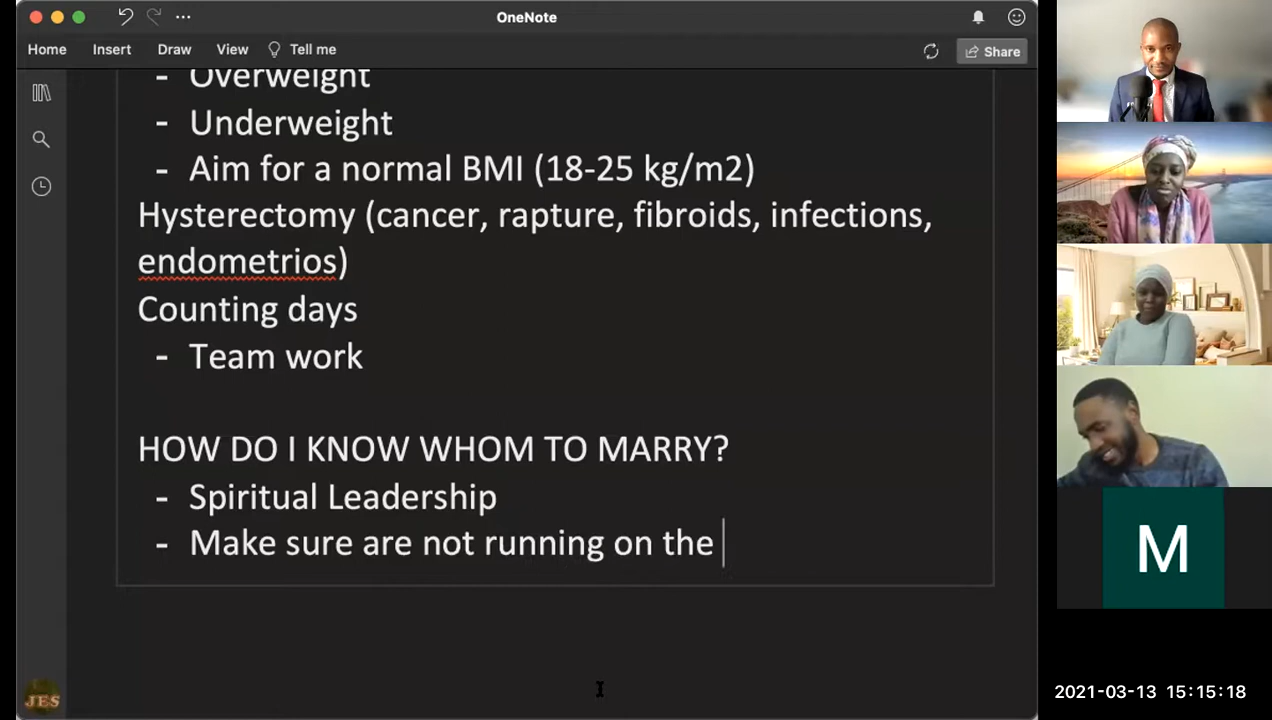 OneNote
Home Insert Draw View Tell me Share
- Overweight
- Underweight
- Aim for a normal BMI (18-25 kg/m2)
Hysterectomy (cancer, rapture, fibroids, infections,
endometrios)
Counting days
- Team work
HOW DO I KNOW WHOM TO MARRY?
- Spiritual Leadership
- Make sure are not running on the
JES
M
2021-03-13 15:15:18